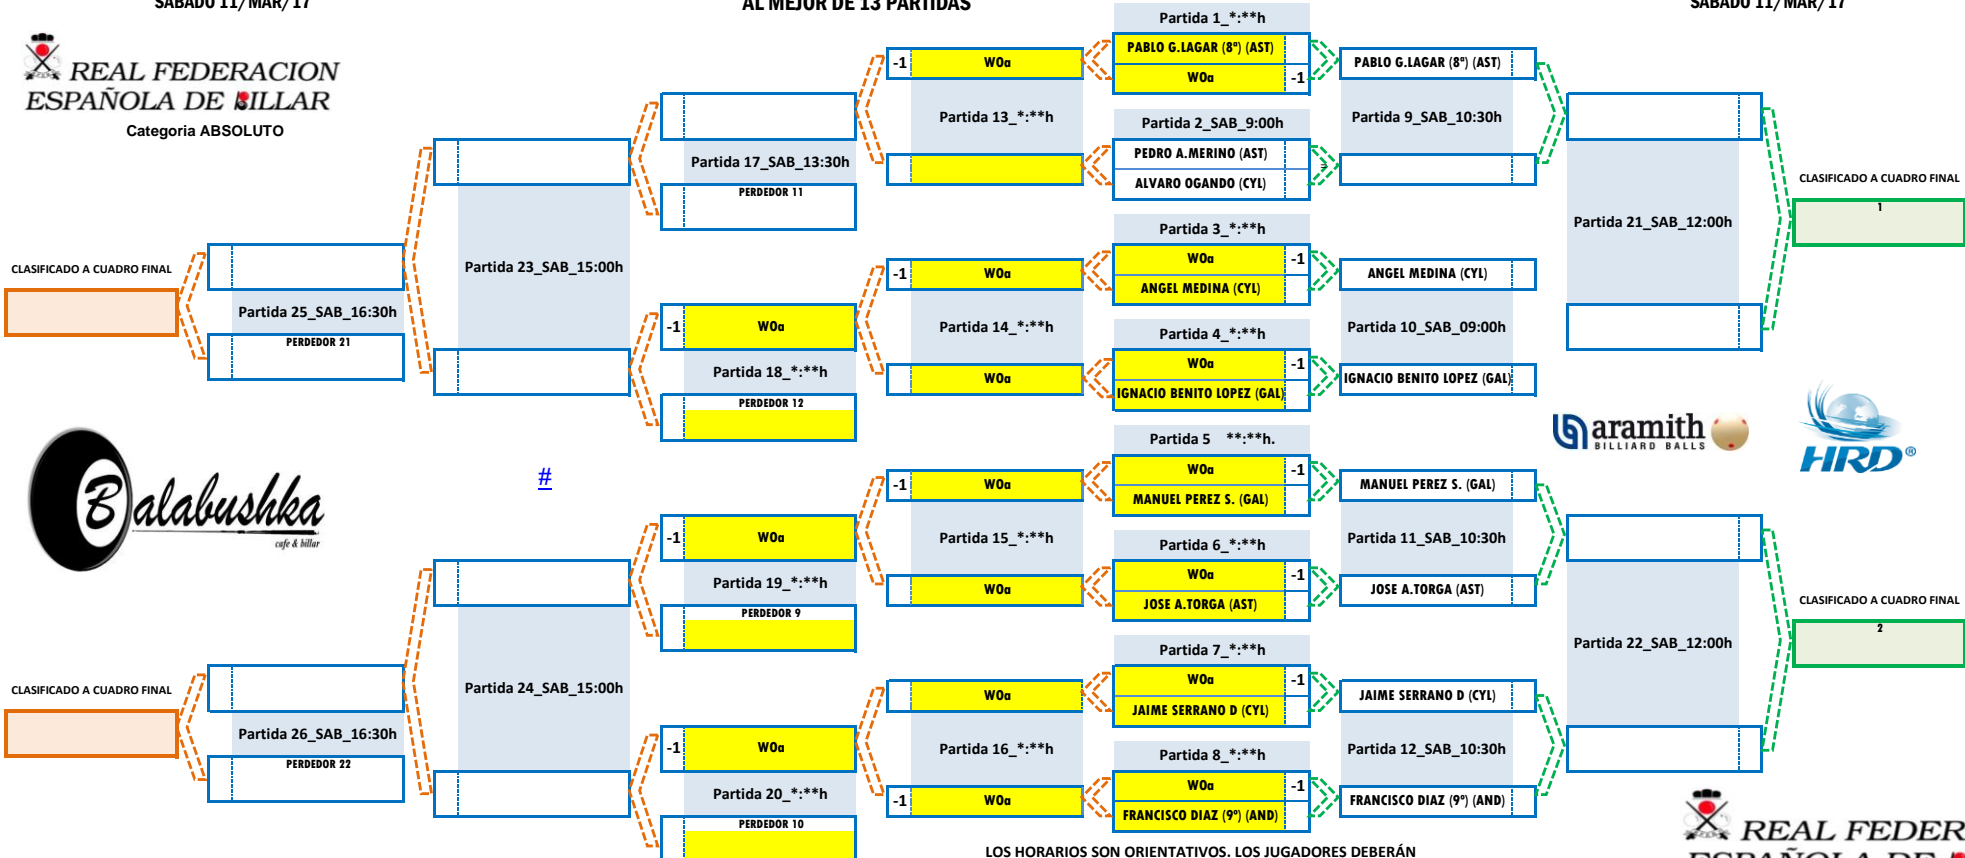 SABADO 11/MAR/17
AL MEJOR DE 13 PARTIDAS
SABADO 11/MAR/17
REAL FEDERACION
ESPAÑOLA DE BILLAR
Categoria ABSOLUTO
CLASIFICADO A CUADRO FINAL
Partida 25_SAB_16:30h
PERDEDOR 21
Balabushka
cafe & billar
#
CLASIFICADO A CUADRO FINAL
Partida 26_SAB_16:30h
PERDEDOR 22
Partida 23_SAB_15:00h
Partida 24_SAB_15:00h
Partida 17_SAB_13:30h
PERDEDOR 11
-1 WOa
Partida 18_*:**h
PERDEDOR 12
-1 WOa
Partida 19_*:**h
PERDEDOR 9
-1 WOa
Partida 20_*:**h
PERDEDOR 10
-1 WOa
Partida 13_*:**h
-1 WOa
Partida 14_*:**h
WOa
-1 WOa
Partida 15_*:**h
WOa
WOa
Partida 16_*:**h
-1 WOa
Partida 1_*:**h
PABLO G.LAGAR (8º) (AST)
WOa -1
Partida 2_SAB_9:00h
PEDRO A.MERINO (AST)
ALVARO OGANDO (CYL)
Partida 3_*:**h
WOa -1
ANGEL MEDINA (CYL)
Partida 4_*:**h
WOa -1
IGNACIO BENITO LOPEZ (GAL)
Partida 5 **:**h.
WOa -1
MANUEL PEREZ S. (GAL)
Partida 6_*:**h
WOa -1
JOSE A.TORGA (AST)
Partida 7_*:**h
WOa -1
JAIME SERRANO D (CYL)
Partida 8_*:**h
WOa -1
FRANCISCO DIAZ (9º) (AND)
PABLO G.LAGAR (8º) (AST)
Partida 9_SAB_10:30h
ANGEL MEDINA (CYL)
Partida 10_SAB_09:00h
IGNACIO BENITO LOPEZ (GAL)
MANUEL PEREZ S. (GAL)
Partida 11_SAB_10:30h
JOSE A.TORGA (AST)
JAIME SERRANO D (CYL)
Partida 12_SAB_10:30h
FRANCISCO DIAZ (9º) (AND)
Partida 21_SAB_12:00h
CLASIFICADO A CUADRO FINAL
1
aramith
BILLIARD BALLS
HRD®
Partida 22_SAB_12:00h
CLASIFICADO A CUADRO FINAL
2
LOS HORARIOS SON ORIENTATIVOS. LOS JUGADORES DEBERÁN
REAL FEDER
ESPAÑOLA DE